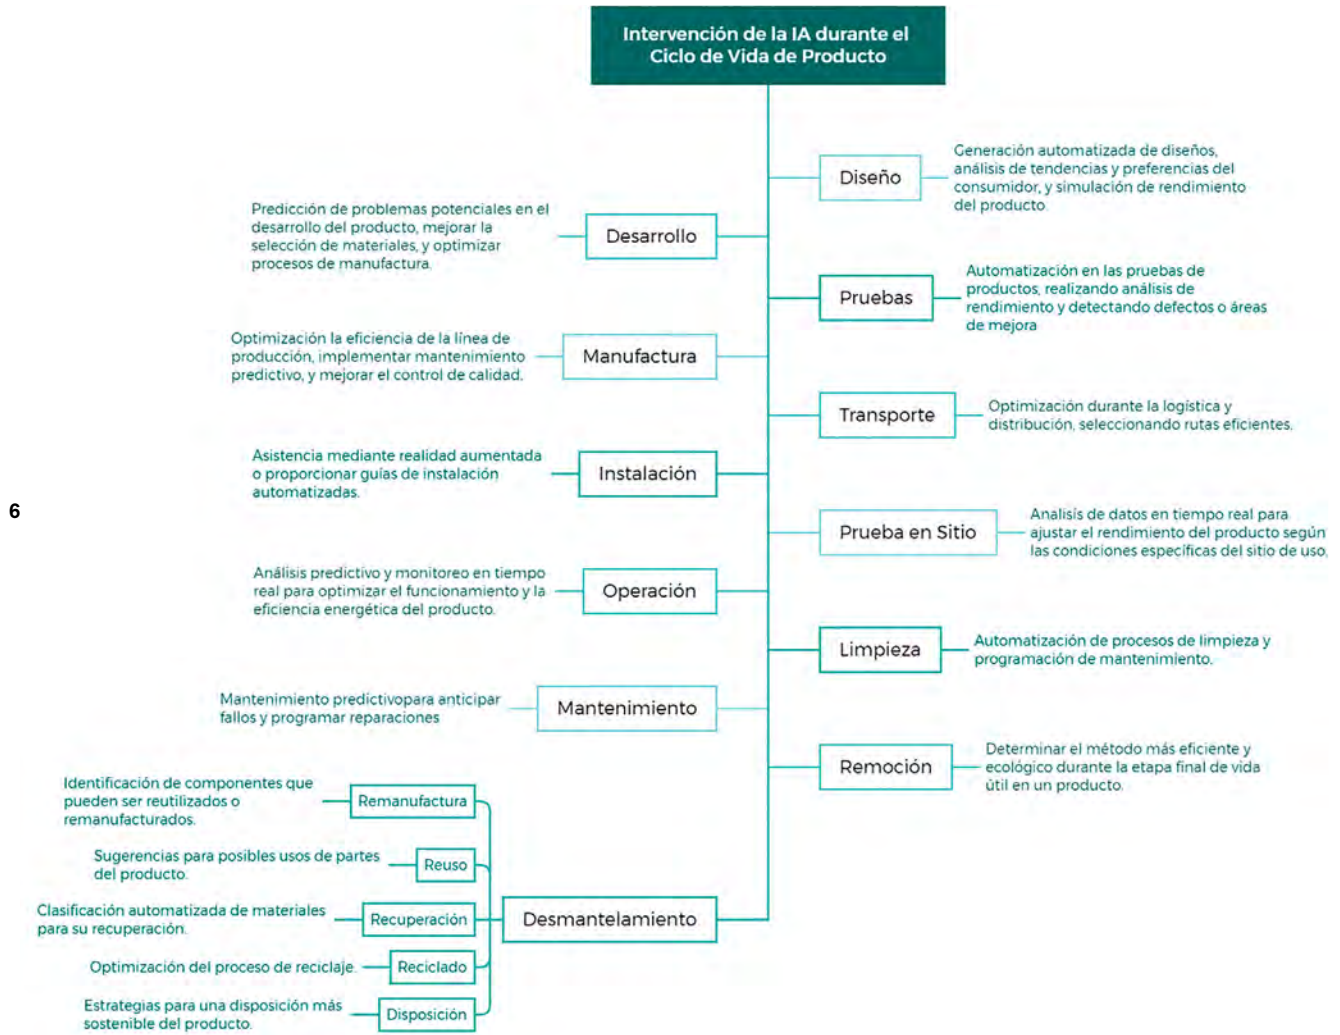 Intervención de la IA durante el
Ciclo de Vida de Producto
Diseño
Generación automatizada de diseños,
análisis de tendencias y preferencias del
consumidor, y simulación de rendimiento
del producto.
Predicción de problemas potenciales en el
desarrollo del producto, mejorar la
selección de materiales, y optimizar
procesos de manufactura.
Desarrollo
Pruebas
Automatización en las pruebas de
productos, realizando análisis de
rendimiento y detectando defectos o áreas
de mejora
Optimización la eficiencia de la línea de
producción, implementar mantenimiento
predictivo, y mejorar el control de calidad.
Manufactura
Transporte
Optimización durante la logística y
distribución, seleccionando rutas eficientes.
Asistencia mediante realidad aumentada
o proporcionar guías de instalación
automatizadas.
Instalación
6
Prueba en Sitio
Analisís de datos en tiempo real para
ajustar el rendimiento del producto según
las condiciones específicas del sitio de uso.
Análisis predictivo y monitoreo en tiempo
real para optimizar el funcionamiento y la
eficiencia energética del producto.
Operación
Limpieza
Automatización de procesos de limpieza y
programación de mantenimiento.
Mantenimiento predictivopara anticipar
fallos y programar reparaciones
Mantenimiento
Remoción
Determinar el método más eficiente y
ecológico durante la etapa final de vida
útil en un producto.
Identificación de componentes que
pueden ser reutilizados o
remanufacturados.
Remanufactura
Sugerencias para posibles usos de partes
del producto.
Reuso
Clasificación automatizada de materiales
para su recuperación.
Recuperación
Desmantelamiento
Optimización del proceso de reciclaje.
Reciclado
Estrategias para una disposición más
sostenible del producto.
Disposición